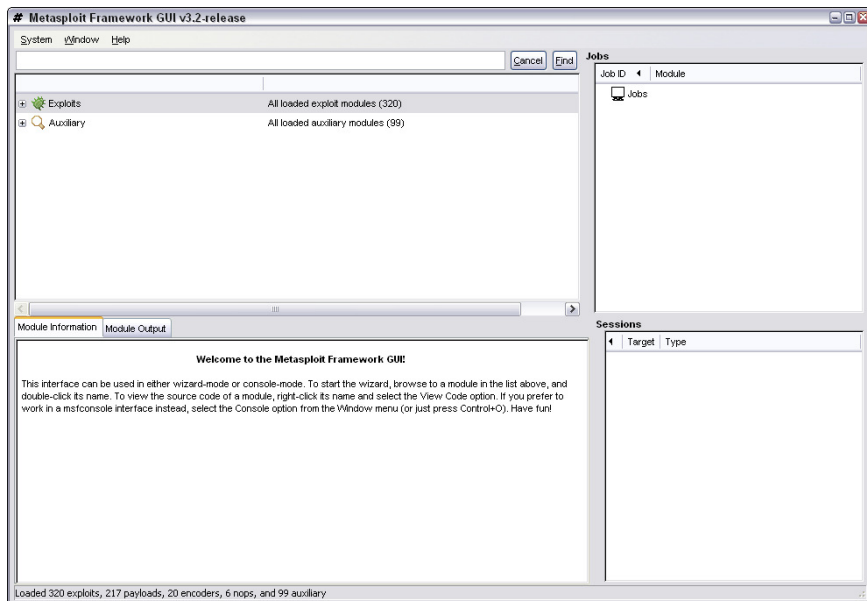 # Metasploit Framework GUI v3.2-release
System Window Help
Cancel Find
Exploits All loaded exploit modules (320)
Auxiliary All loaded auxiliary modules (99)
Jobs
Job ID Module
Jobs
Module Information Module Output
Welcome to the Metasploit Framework GUI!
This interface can be used in either wizard-mode or console-mode. To start the wizard, browse to a module in the list above, and
double-click its name. To view the source code of a module, right-click its name and select the View Code option. If you prefer to
work in a msfconsole interface instead, select the Console option from the Window menu (or just press Control+O). Have fun!
Sessions
Target Type
Loaded 320 exploits, 217 payloads, 20 encoders, 6 nops, and 99 auxiliary